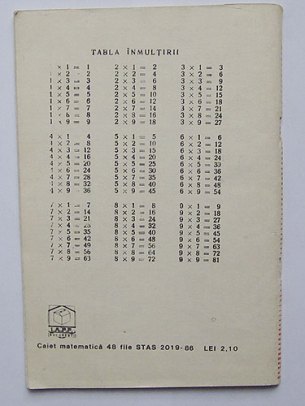 TABLA ÎNMULȚIRII
× 1 = 1 2 × 1 = 2 3 × 1 = 3
× 2 = 2 2 × 2 = 4 3 × 2 = 6
1 × 3 = 3 2 × 3 = 6 3 × 3 = 9
1 × 4 = 4 2 × 4 = 8 3 × 4 = 12
1 × 5 = 5 2 × 5 = 10 3 × 5 = 15
1 × 6 = 6 2 × 6 = 12 3 × 6 = 18
1 × 7 = 7 2 × 7 = 14 3 × 7 = 21
1 × 8 = 8 2 × 8 = 16 3 × 8 = 24
1 × 9 = 9 2 × 9 = 18 3 × 9 = 27
4 × 1 4 5 × 1 = 5 6 × 1 = 6
4 × 2 = 8 5 × 2 = 10 6 × 2 = 12
4 × 3 = 12 5 × 3 = 15 6 × 3 = 18
4 × 4 = 16 5 × 4 = 20 6 × 4 = 24
4 × 5 = 20 5 × 5 = 25 6 × 5 = 30
4 × 6 = 24 5 × 6 = 30 6 × 6 = 36
4 × 7 = 28 5 × 7 = 35 6 × 7 = 42
4 × 8 = 32 5 × 8 = 40 6 × 8 = 48
4 × 9 = 36 5 × 9 = 45 6 × 9 = 54
7 × 1 = 7 8 × 1 = 8 9 × 1 = 9
7 × 2 = 14 8 × 2 = 16 9 × 2 = 18
7 × 3 = 21 8 × 3 = 24 9 × 3 = 27
7 × 4 = 28 8 × 4 = 32 9 × 4 = 36
7 × 5 = 35 8 × 5 = 40 9 × 5 = 45
7 × 6 = 42 8 × 6 = 48 9 × 6 = 54
7 × 7 = 49 8 × 7 = 56 9 × 7 = 63
7 × 8 = 56 8 × 8 = 64 9 × 8 = 72
7 × 9 = 63 8 × 9 = 72 9 × 9 = 81
BUCUREȘTI
Caiet matematică 48 file STAS 2019-86 LEI 2,10